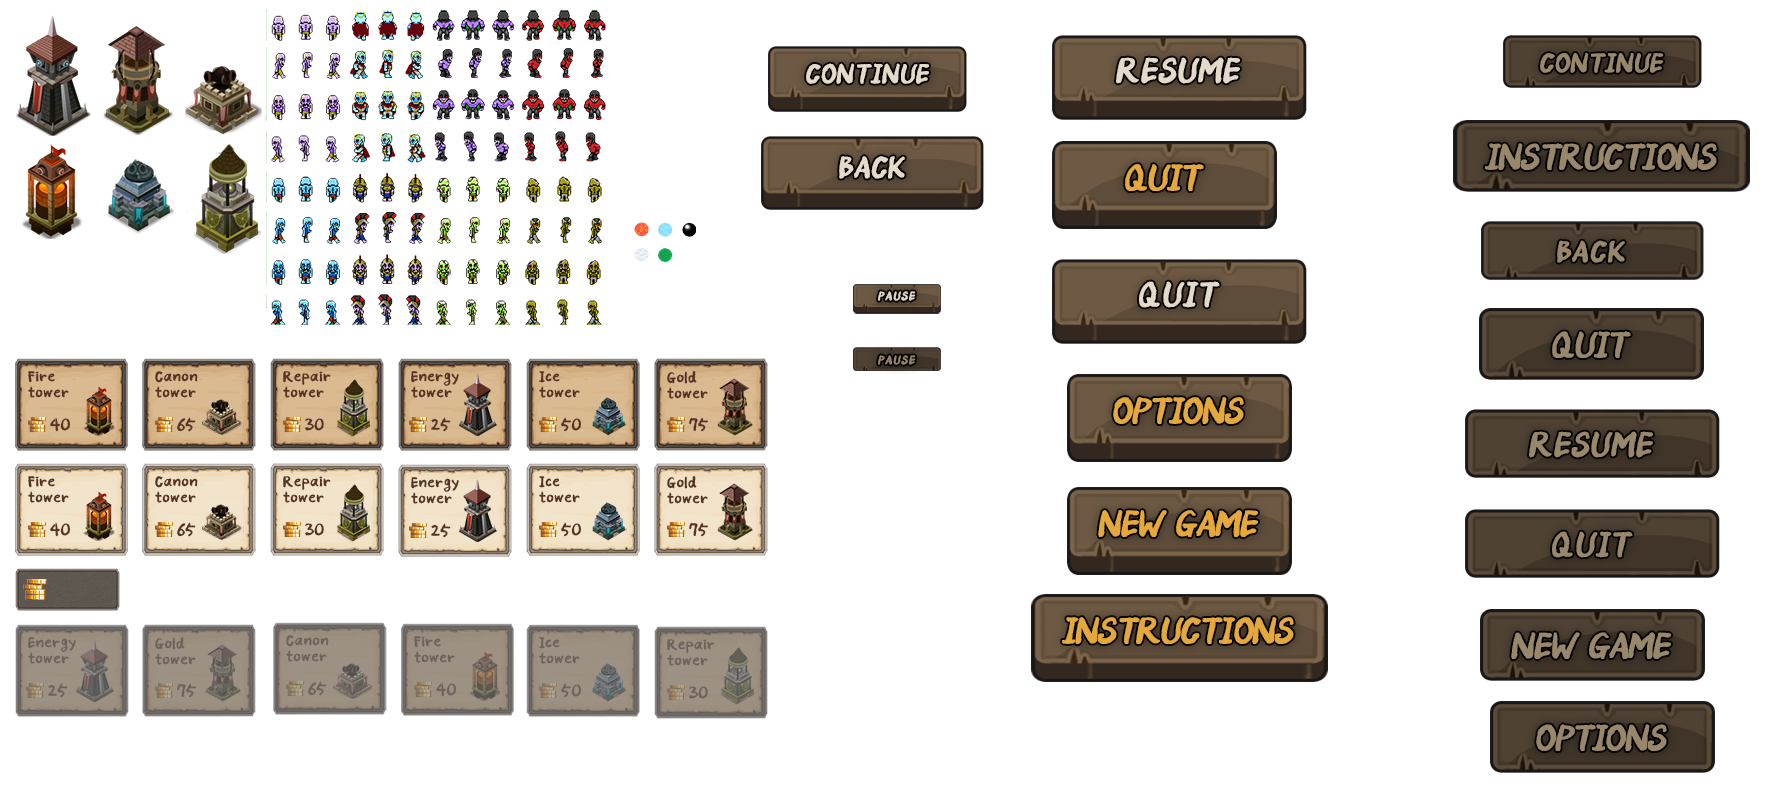 CONTINUE
BACK
PAUSE
PAUSE
RESUME
QUIT
QUIT
OPTIONS
NEW GAME
INSTRUCTIONS
CONTINUE
INSTRUCTIONS
BACK
QUIT
RESUME
QUIT
NEW GAME
OPTIONS
Fire
tower
40
Canon
tower
65
Repair
tower
30
Energy
tower
25
Ice
tower
50
Gold
tower
75
Fire
tower
40
Canon
tower
65
Repair
tower
30
Energy
tower
25
Ice
tower
50
Gold
tower
75
Energy
tower
25
Gold
tower
75
Canon
tower
65
Fire
tower
40
Ice
tower
50
Repair
tower
30